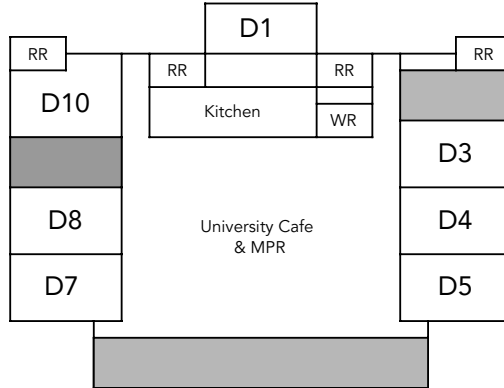 D1
RR
RR
RR
RR
D10
Kitchen
WR
D3
D8
University Cafe
& MPR
D4
D7
D5